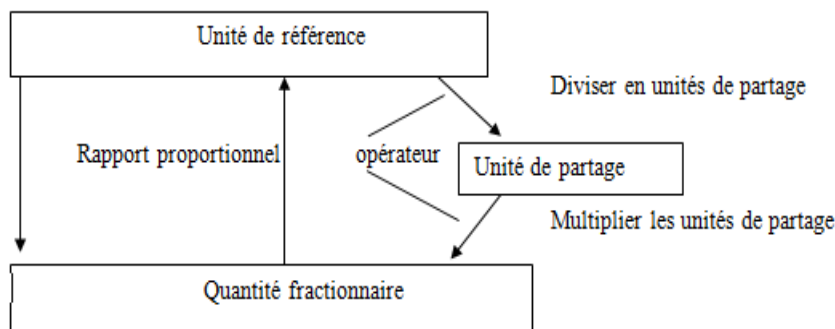 Unité de référence
Diviser en unités de partage
Rapport proportionnel
opérateur
Unité de partage
Multiplier les unités de partage
Quantité fractionnaire